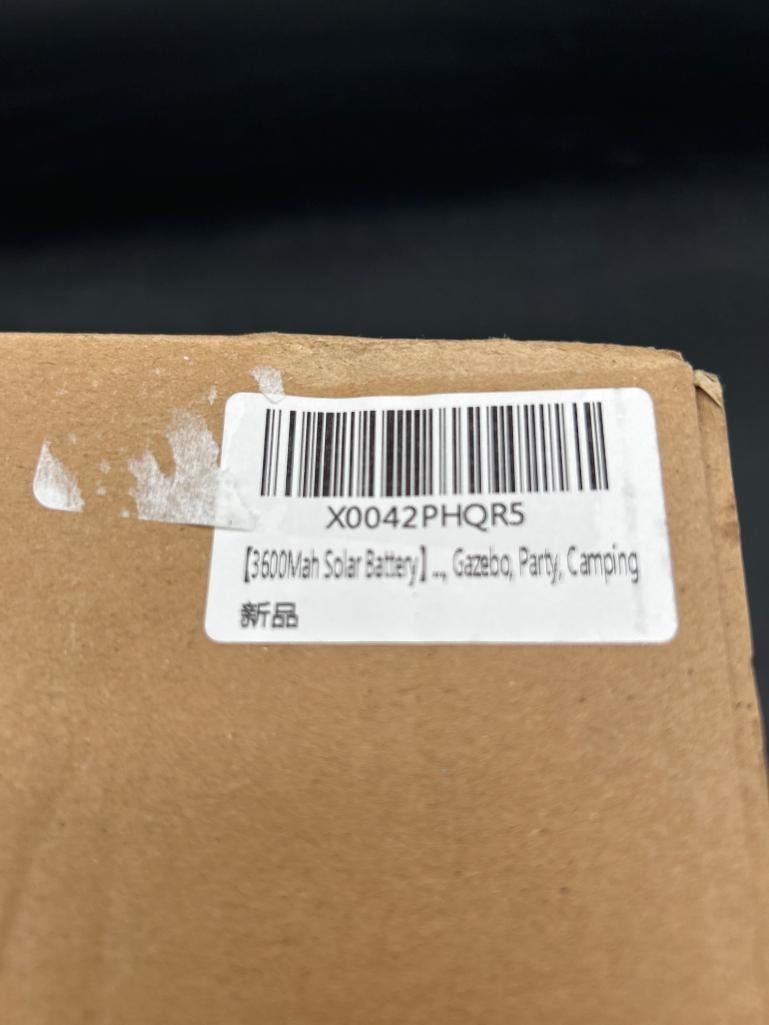 X0042PHQR5
【3600Mah Solar Battery】..., Gazebo, Party, Camping
新品